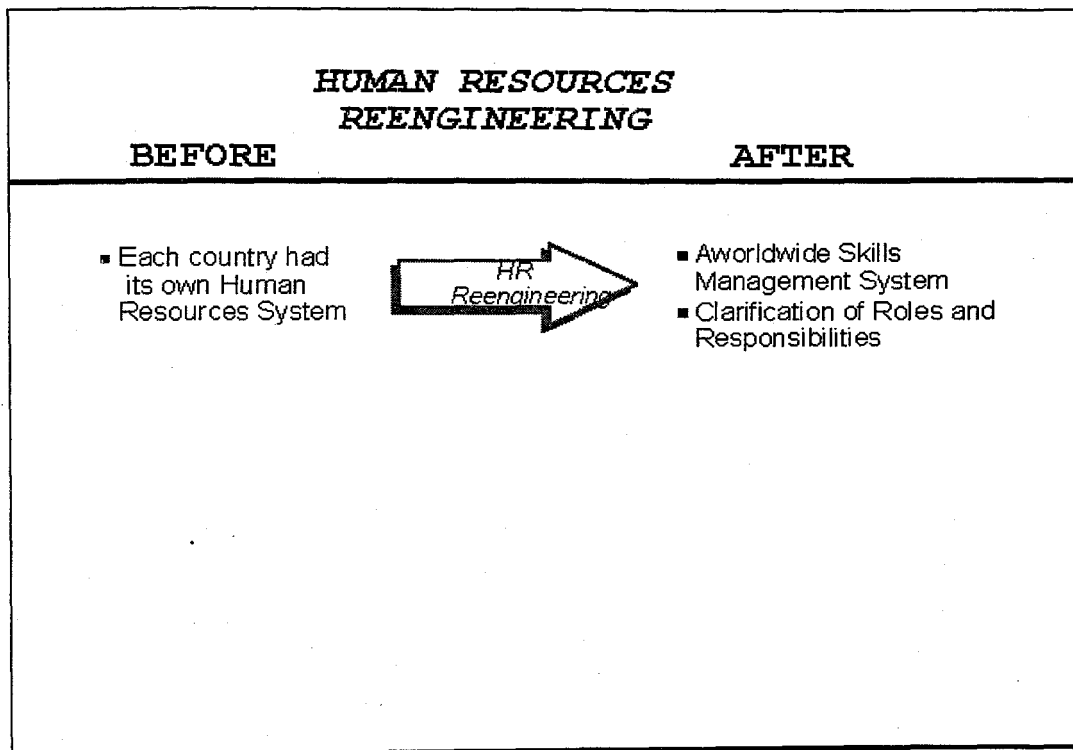 HUMAN RESOURCES
REENGINEERING
BEFORE
AFTER
▪ Each country had
its own Human
Resources System
HR
Reengineering
▪ Aworldwide Skills
Management System
▪ Clarification of Roles and
Responsibilities